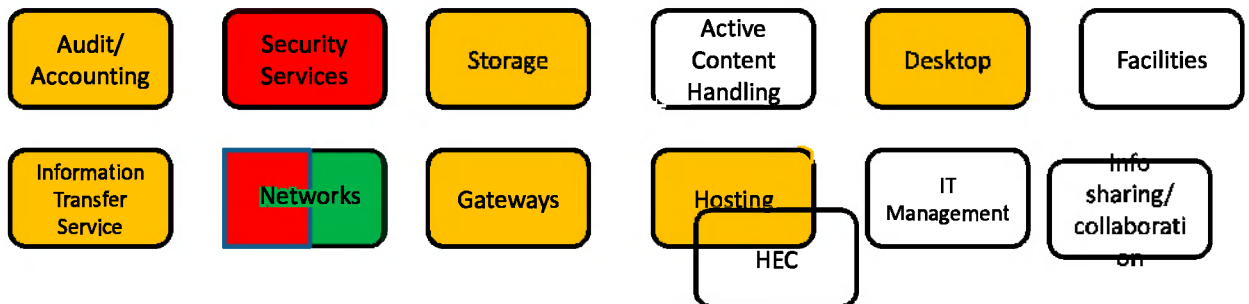 Audit/
Accounting
Security
Services
Storage
Active
Content
Handling
Desktop
Facilities
Information
Transfer
Service
Networks
Gateways
Hosting
HEC
IT
Management
Info
sharing/
collaborati
on